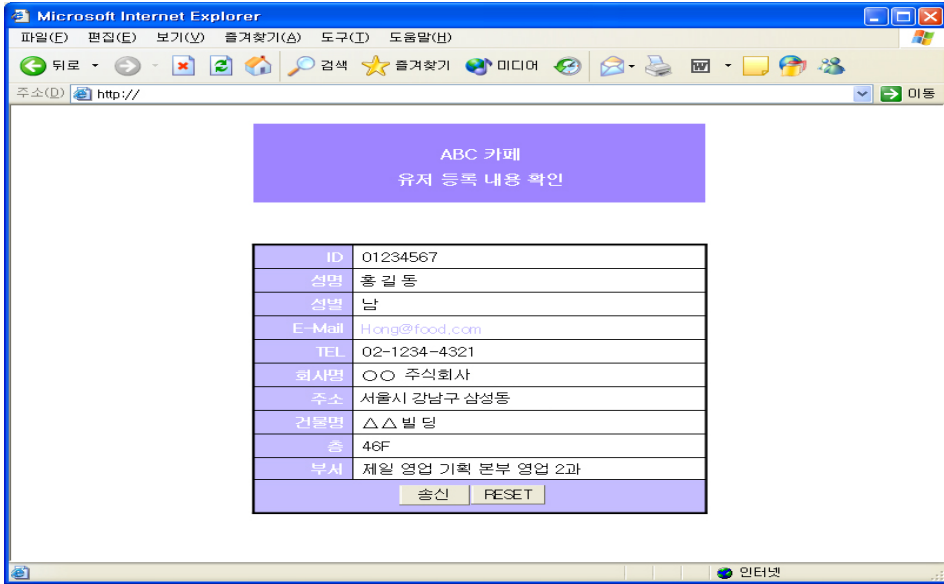 Microsoft Internet Explorer
파일(F) 편집(E) 보기(V) 즐겨찾기(A) 도구(T) 도움말(H)
뒤로 검색 즐겨찾기 미디어
주소(D) http:// 이동
ABC 카페
유저 등록 내용 확인
ID 01234567
성명 홍 길 동
성별 남
E-Mail Hong@food.com
TEL 02-1234-4321
회사명 ○○ 주식회사
주소 서울시 강남구 삼성동
건물명 △△빌 딩
층 46F
부서 제일 영업 기획 본부 영업 2과
송신 RESET
인터넷